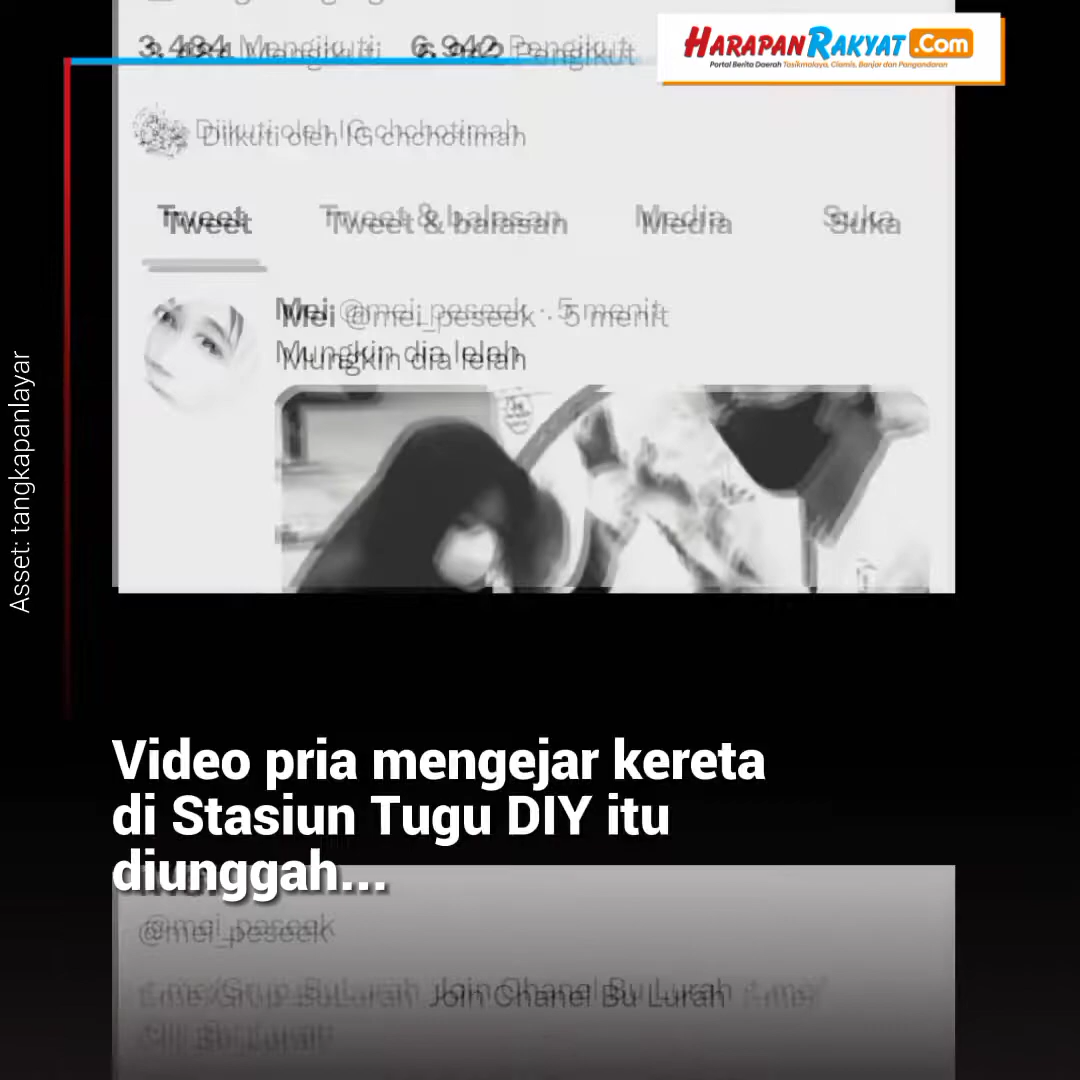 HARAPANRAKYAT.Com
Portal Berita Daerah Tasikmalaya, Ciamis, Banjar dan Pangandaran
3.484 Mengikuti 6.942 Pengikut
Diikuti oleh IG chchotimah
Tweet Tweet & balasan Media Suka
Mei @mei_peseek · 5 menit
Mungkin dia lelah
Asset: tangkapanlayar
Video pria mengejar kereta
di Stasiun Tugu DIY itu
diunggah...
@mei_peseek
Join Chanel Bu Lurah